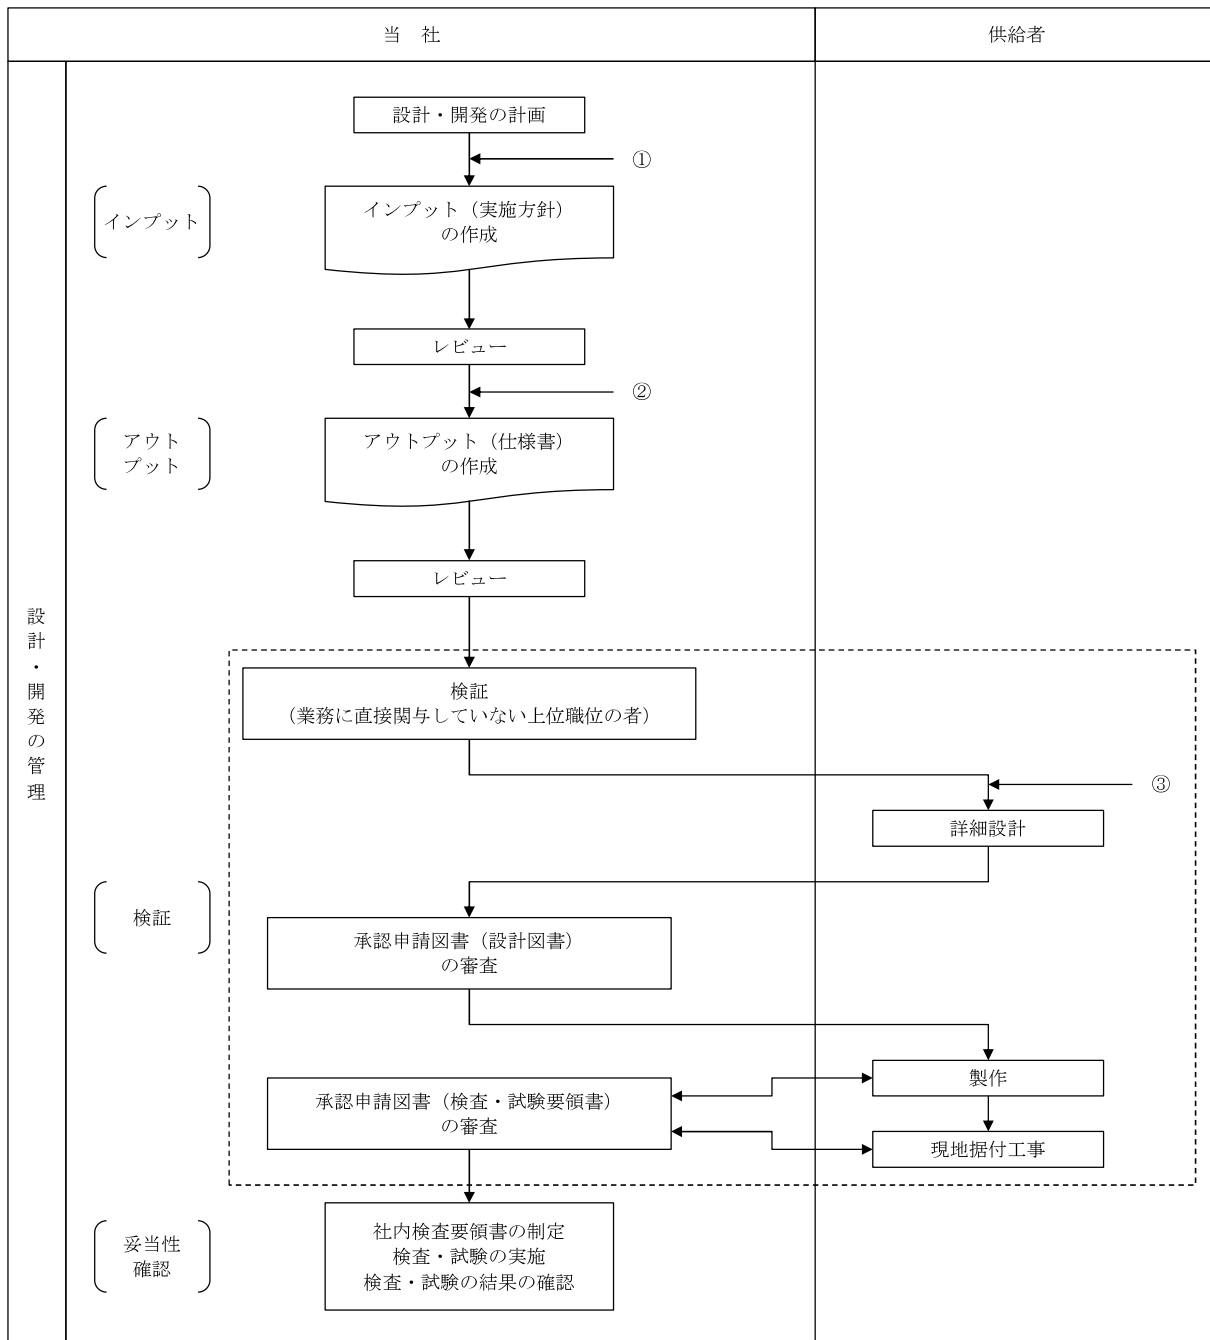 当　社
供給者
設計・開発の管理
設計・開発の計画
①
インプット
インプット（実施方針）
の作成
レビュー
②
アウト
プット
アウトプット（仕様書）
の作成
レビュー
検証
（業務に直接関与していない上位職位の者）
③
詳細設計
検証
承認申請図書（設計図書）
の審査
製作
承認申請図書（検査・試験要領書）
の審査
現地据付工事
妥当性
確認
社内検査要領書の制定
検査・試験の実施
検査・試験の結果の確認